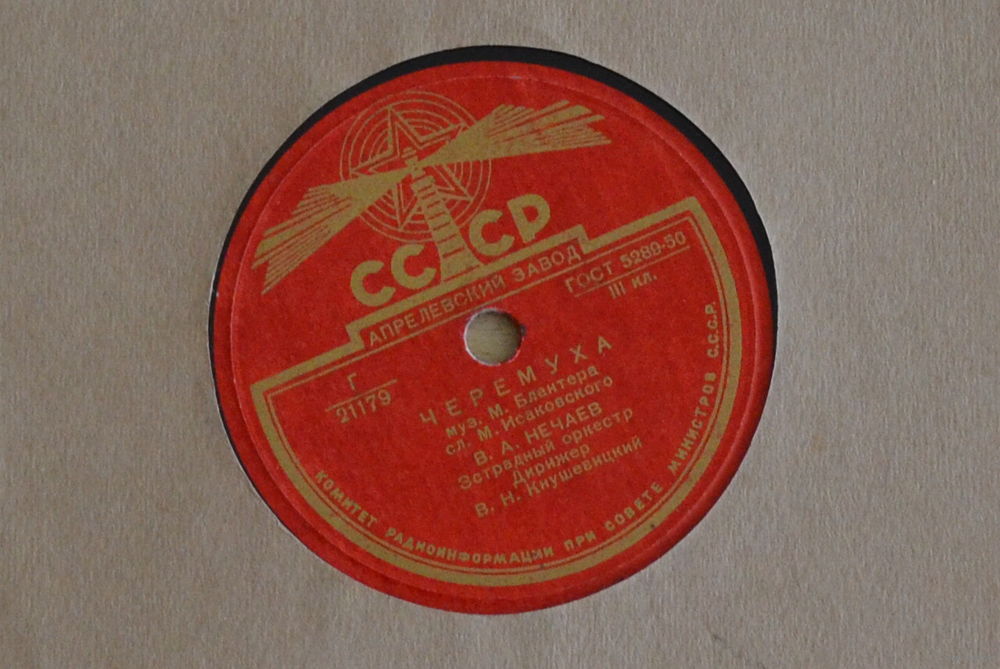 СССР
АПРЕЛЕВСКИЙ ЗАВОД
ГОСТ 5289-50
III кл.
Г
21179
ЧЕРЕМУХА
муз. М. Блантера
сл. М. Исаковского
В. А. НЕЧАЕВ
Эстрадный оркестр
Дирижер
В. Н. Кнушевицкий
КОМИТЕТ РАДИОИНФОРМАЦИИ ПРИ СОВЕТЕ МИНИСТРОВ С.С.С.Р.